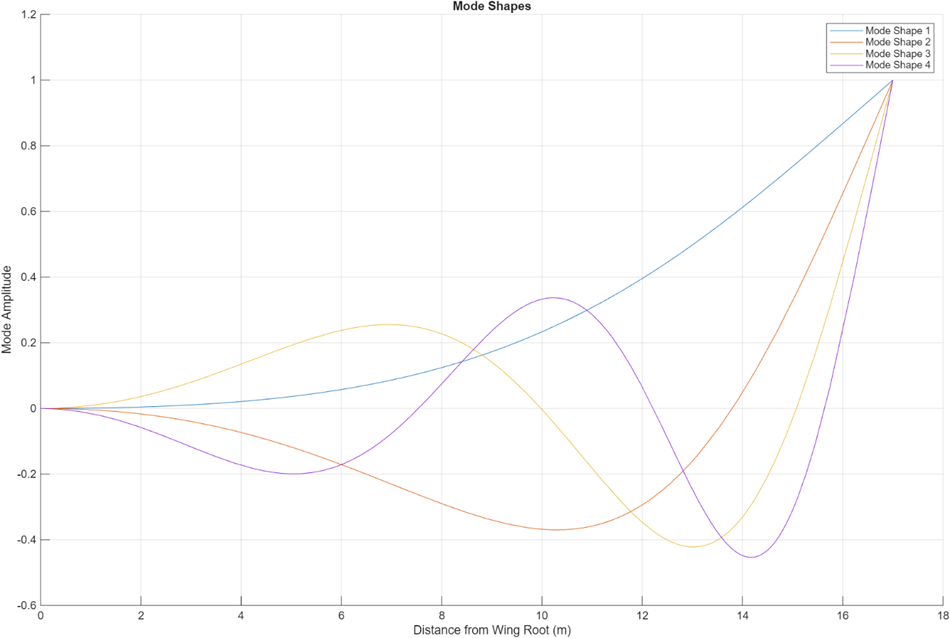 Mode Shapes
Mode Shape 1
Mode Shape 2
Mode Shape 3
Mode Shape 4
Mode Amplitude
1.2
1
0.8
0.6
0.4
0.2
0
-0.2
-0.4
-0.6
0 2 4 6 8 10 12 14 16 18
Distance from Wing Root (m)